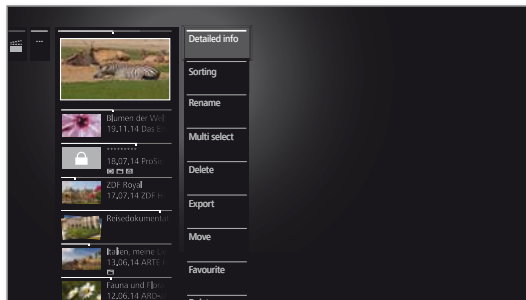 ...
Detailed info
Sorting
Rename
Multi select
Delete
Export
Move
Favourite
Blumen der Wel
19.11.14 Das E
*********
18.07.14 ProSie
ZDF Royal
17.07.14 ZDF
Reisedokumenta
Italien, meine Li
13.06.14 ARTE
Fauna und Flora
12.06.14 ARD